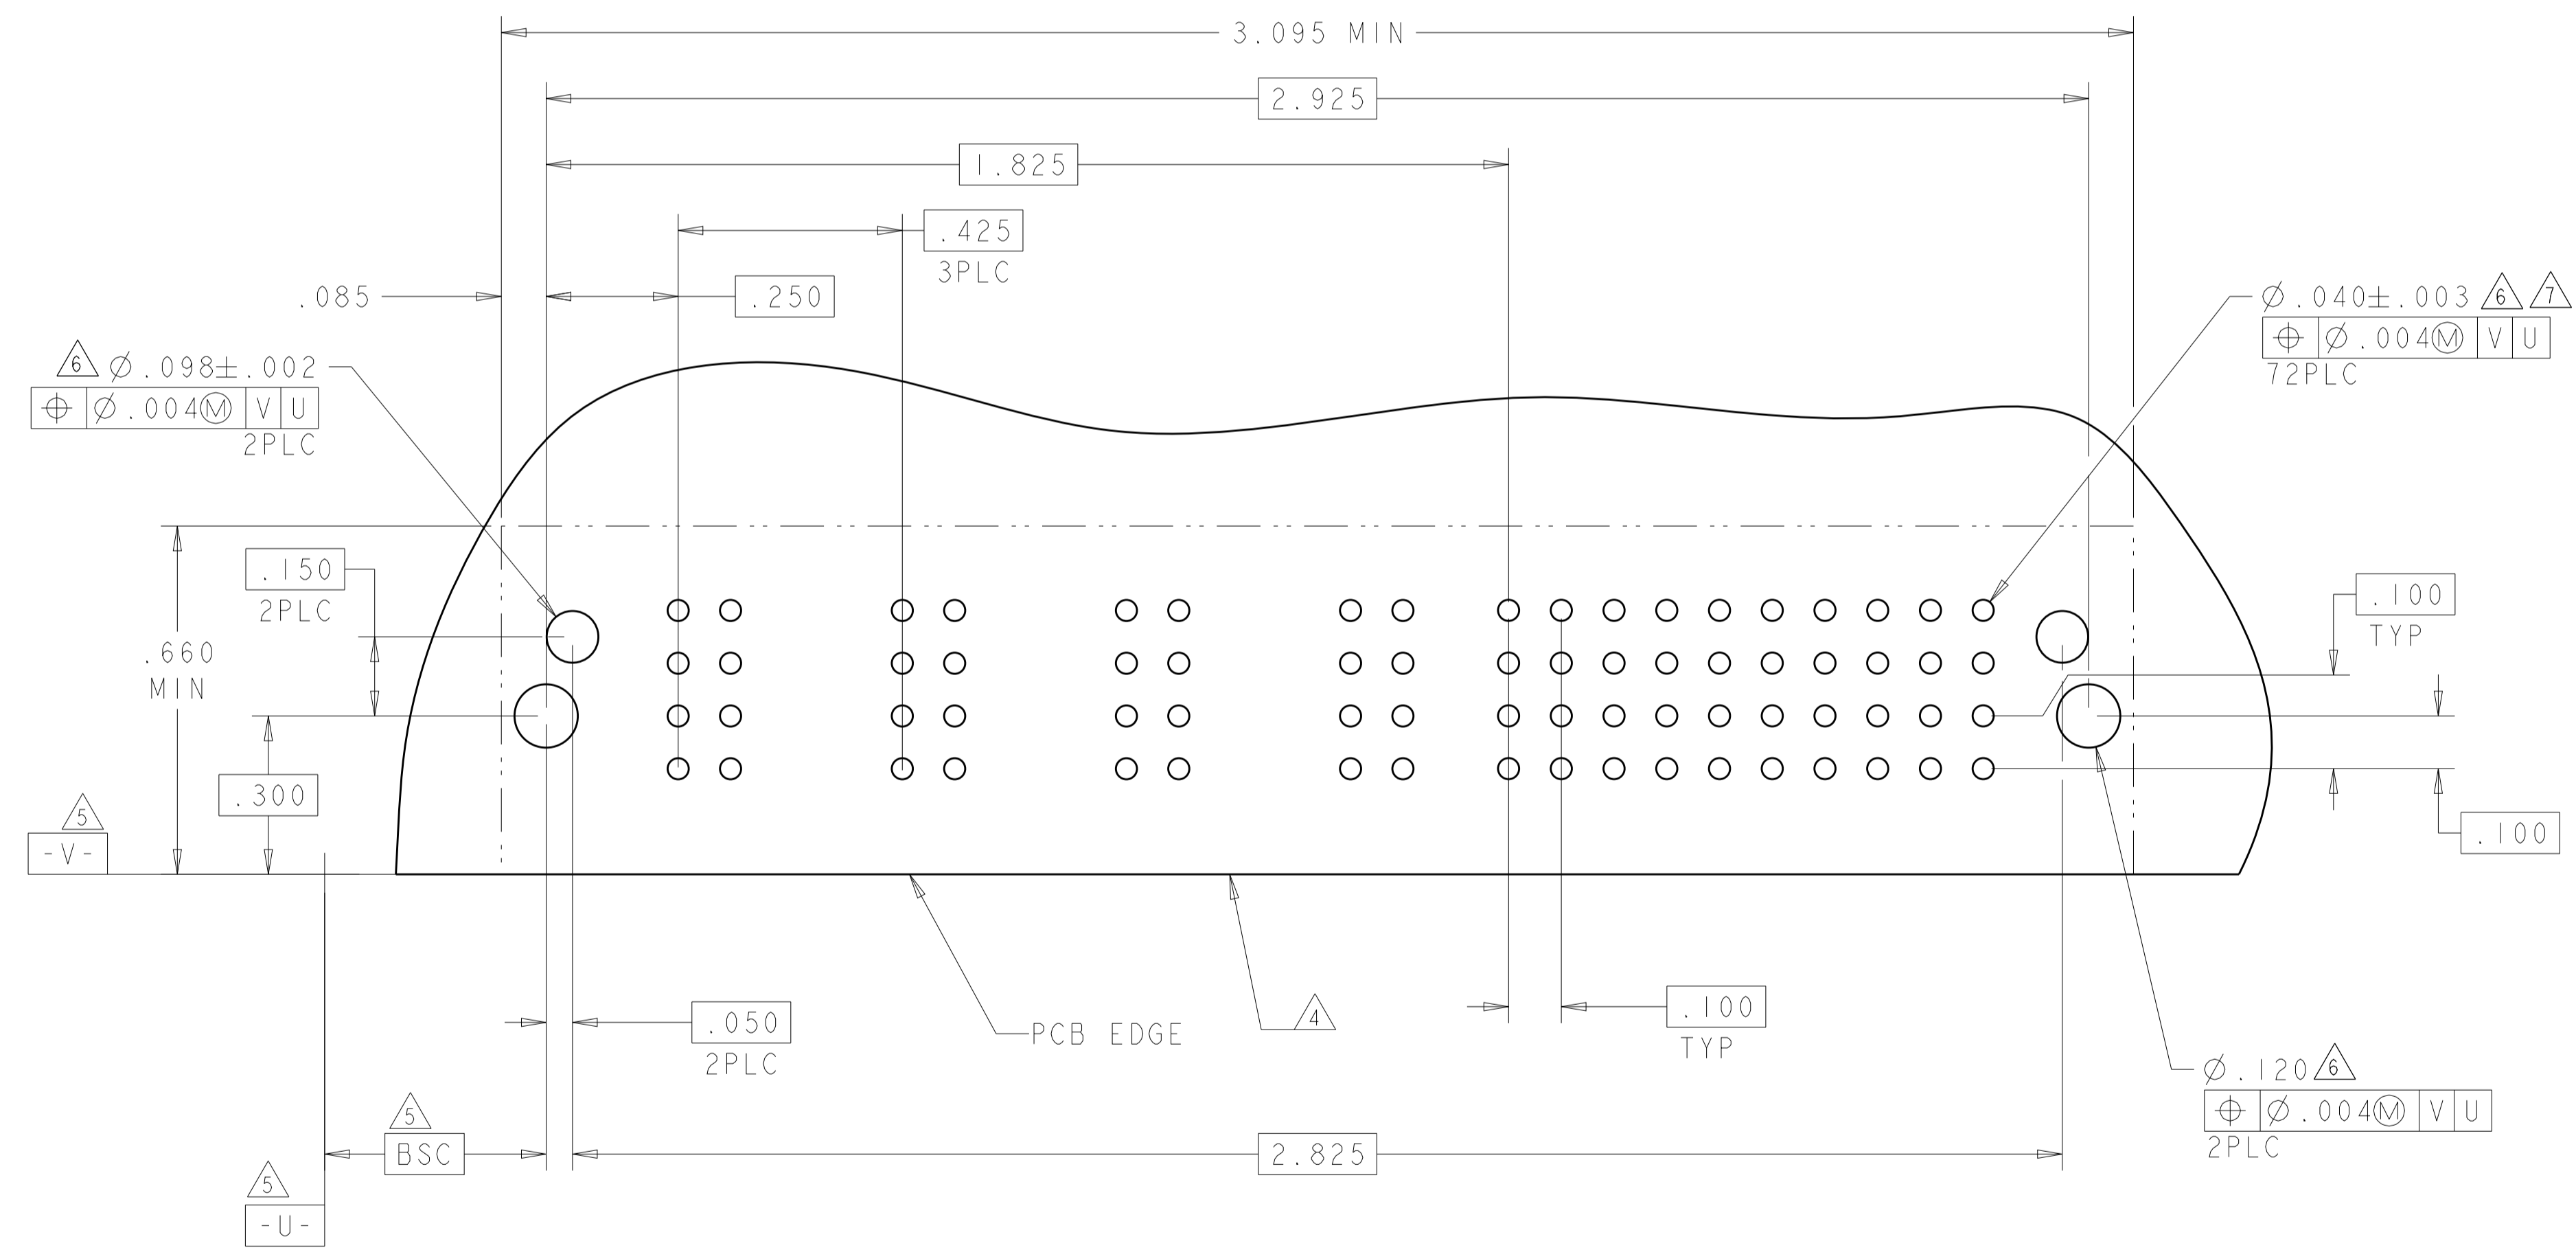 3.095 MIN
2.925
1.825
.425
3PLC
.085
.250
6 Ø.098±.002
⌖ Ø.004Ⓜ V U
2PLC
Ø.040±.003 6 7
⌖ Ø.004Ⓜ V U
72PLC
.150
2PLC
.660
MIN
.100
TYP
.300
5
-V-
.100
.050
2PLC
PCB EDGE
4
.100
TYP
Ø.120 6
⌖ Ø.004Ⓜ V U
2PLC
5
BSC
2.825
5
-U-